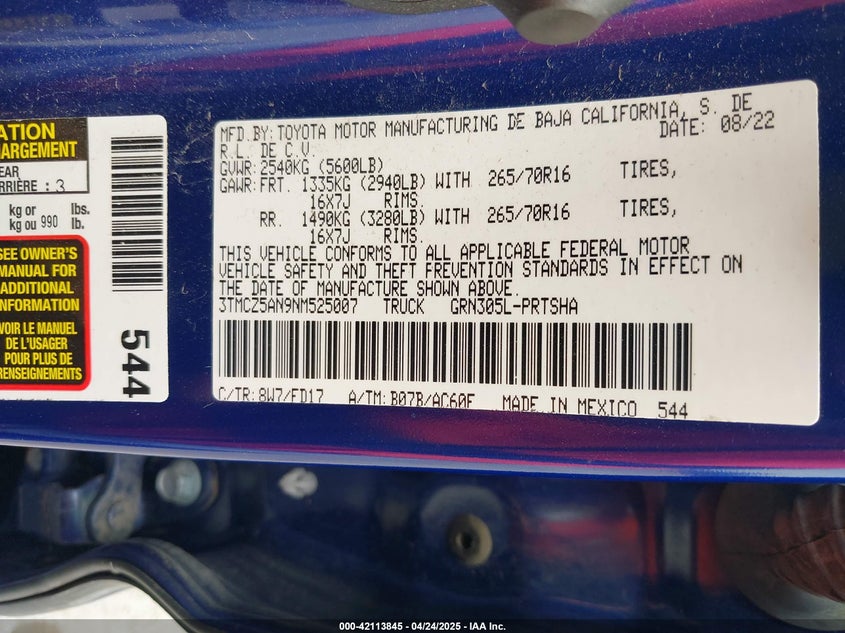 ATION
HARGEMENT
EAR
RRIÈRE : 3
kg or lbs.
kg ou 990 lb.
SEE OWNER'S
MANUAL FOR
ADDITIONAL
INFORMATION
VOIR LE MANUEL
DE L'USAGER
POUR PLUS DE
RENSEIGNEMENTS
544
MFD. BY: TOYOTA MOTOR MANUFACTURING DE BAJA CALIFORNIA, S. DE
R.L. DE C.V. DATE: 08/22
GVWR: 2540KG (5600LB)
GAWR: FRT. 1335KG (2940LB) WITH 265/70R16 TIRES,
16X7J RIMS.
RR. 1490KG (3280LB) WITH 265/70R16 TIRES,
16X7J RIMS.
THIS VEHICLE CONFORMS TO ALL APPLICABLE FEDERAL MOTOR
VEHICLE SAFETY AND THEFT PREVENTION STANDARDS IN EFFECT ON
THE DATE OF MANUFACTURE SHOWN ABOVE.
3TMCZ5AN9NM525007 TRUCK GRN305L-PRTSHA
C/TR: 8W7/FD17 A/TM: B07B/AC60F MADE IN MEXICO 544
000-42113845 - 04/24/2025 - IAA Inc.